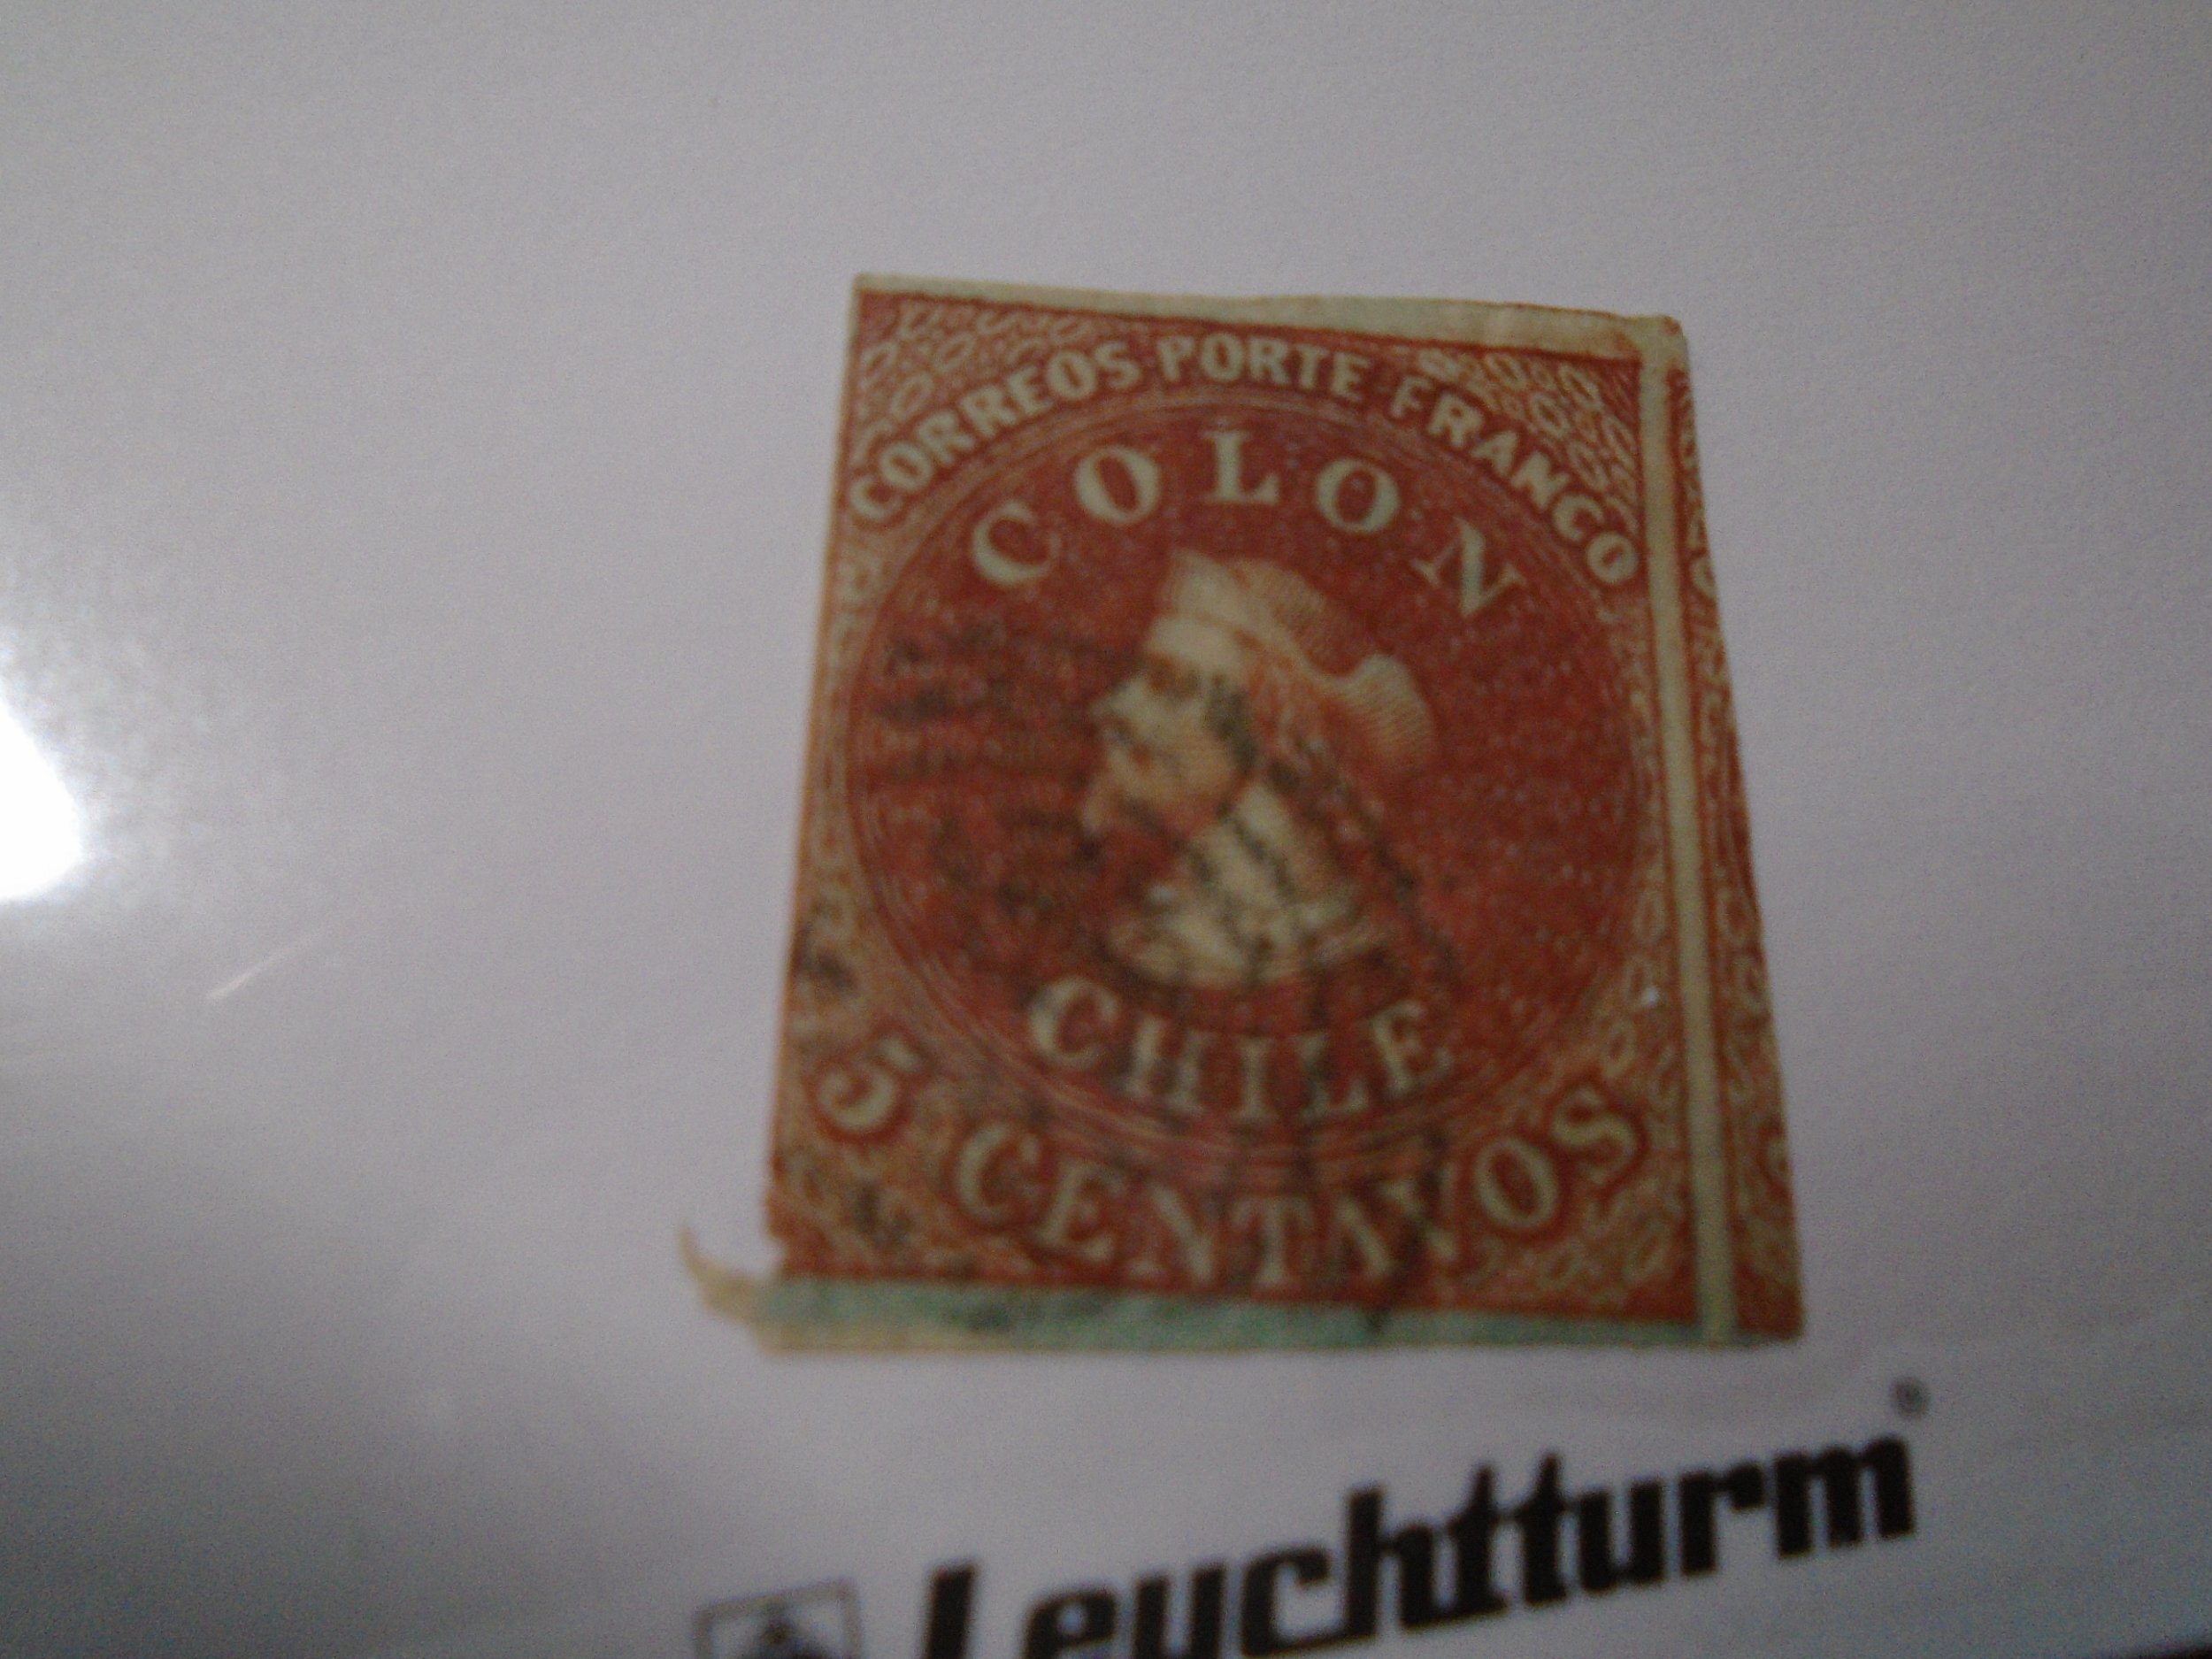 CORREOS PORTE FRANCO
COLON
CHILE
5 CENTAVOS
Leuchtturm®